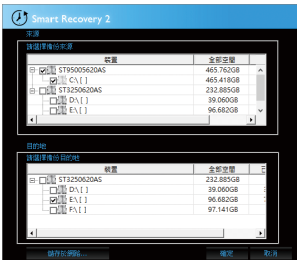 Smart Recovery 2
來源
請選擇備份來源
裝置 全部空間
ST95005620AS 465.762GB
C:\ [ ] 465.418GB
ST3250620AS 232.885GB
D:\ [ ] 39.060GB
E:\ [ ] 96.682GB
目的地
請選擇備份目的地
裝置 全部空間
ST3250620AS 232.885GB
D:\ [ ] 39.060GB
E:\ [ ] 96.682GB
F:\ [ ] 97.141GB
儲存於網路... 確定 取消